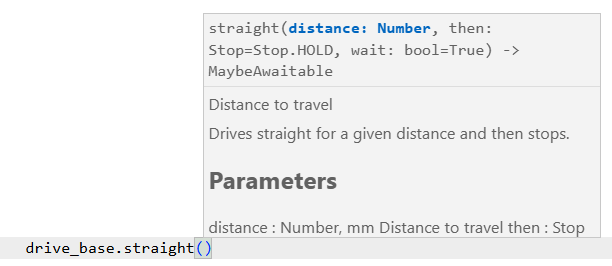 straight(distance: Number, then:
Stop=Stop.HOLD, wait: bool=True) ->
MaybeAwaitable
Distance to travel
Drives straight for a given distance and then stops.
Parameters
distance : Number, mm Distance to travel then : Stop
drive_base.straight()